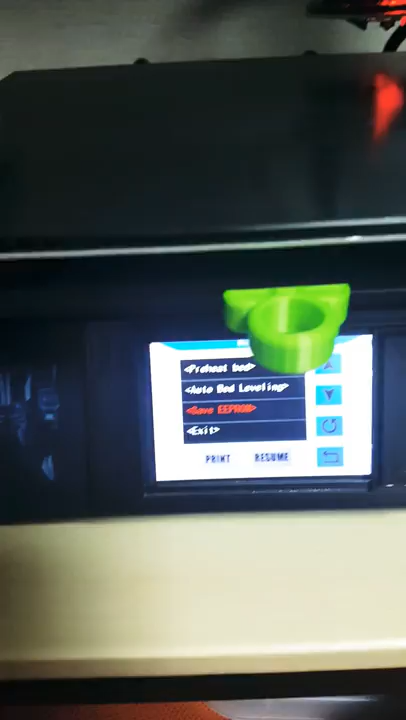 <Preheat bed>
<Auto Bed Leveling>
<Save EEPROM>
<Exit>
PRINT RESUME